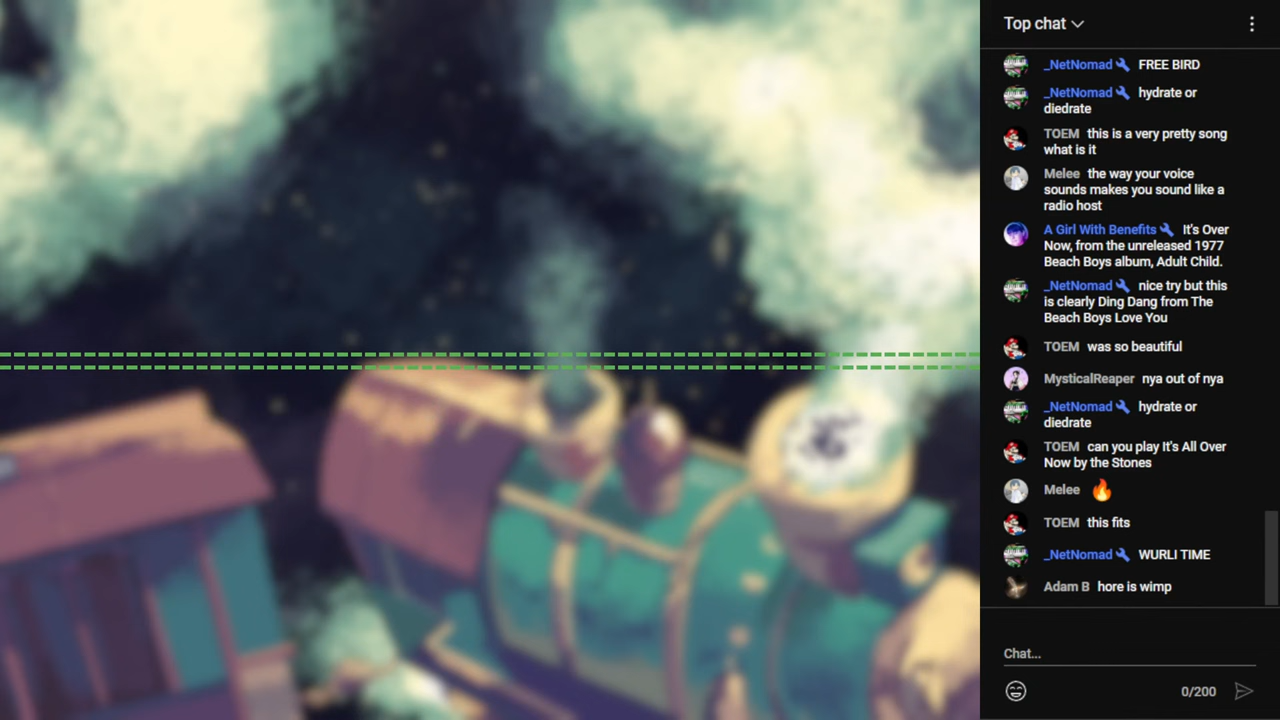 Top chat
_NetNomad FREE BIRD
_NetNomad hydrate or
diedrate
TOEM this is a very pretty song
what is it
Melee the way your voice
sounds makes you sound like a
radio host
A Girl With Benefits It's Over
Now, from the unreleased 1977
Beach Boys album, Adult Child.
_NetNomad nice try but this
is clearly Ding Dang from The
Beach Boys Love You
TOEM was so beautiful
MysticalReaper nya out of nya
_NetNomad hydrate or
diedrate
TOEM can you play It's All Over
Now by the Stones
Melee 🔥
TOEM this fits
_NetNomad WURLI TIME
Adam B hore is wimp
Chat...
0/200